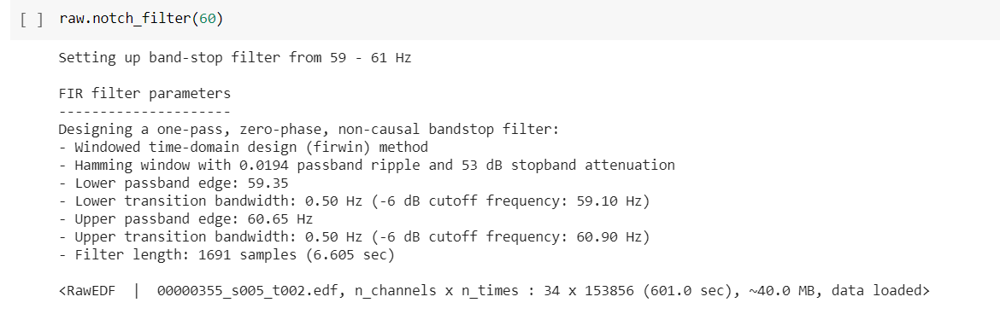 [ ] raw.notch_filter(60)
Setting up band-stop filter from 59 - 61 Hz
FIR filter parameters
---------------------
Designing a one-pass, zero-phase, non-causal bandstop filter:
- Windowed time-domain design (firwin) method
- Hamming window with 0.0194 passband ripple and 53 dB stopband attenuation
- Lower passband edge: 59.35
- Lower transition bandwidth: 0.50 Hz (-6 dB cutoff frequency: 59.10 Hz)
- Upper passband edge: 60.65 Hz
- Upper transition bandwidth: 0.50 Hz (-6 dB cutoff frequency: 60.90 Hz)
- Filter length: 1691 samples (6.605 sec)
<RawEDF  |  00000355_s005_t002.edf, n_channels x n_times : 34 x 153856 (601.0 sec), ~40.0 MB, data loaded>